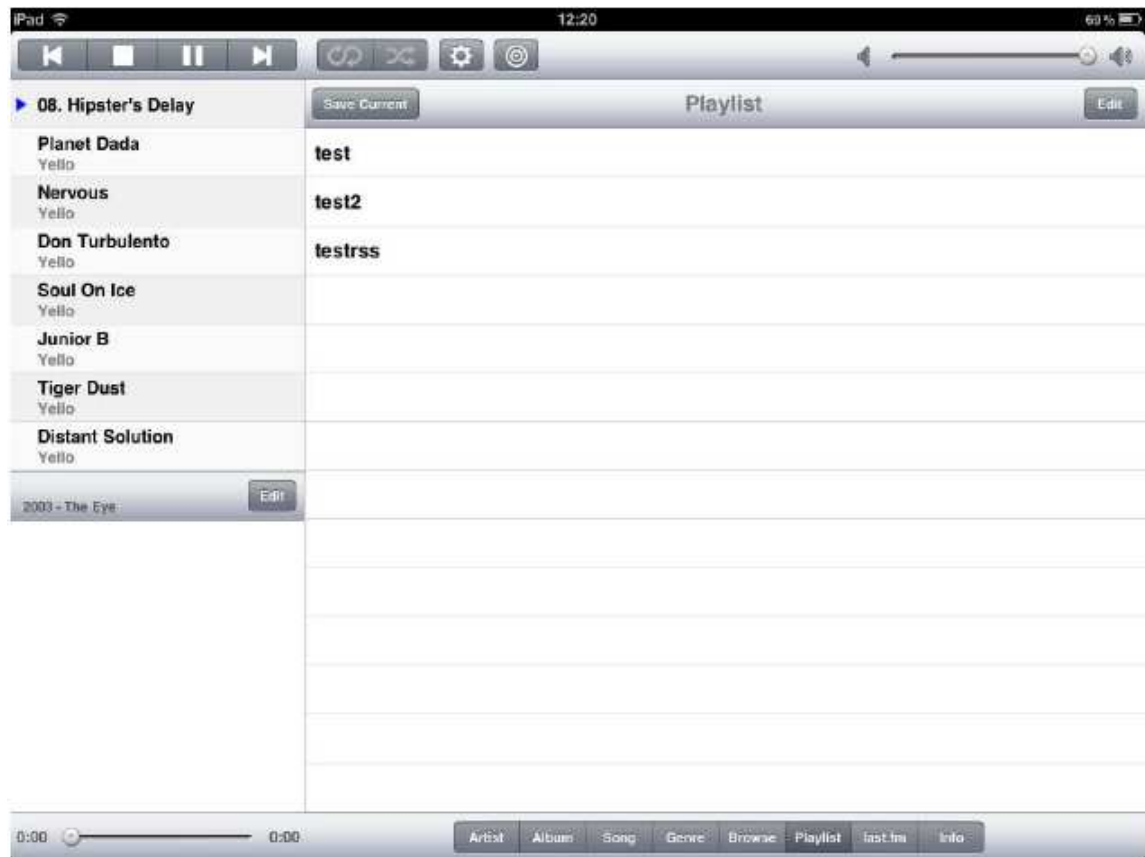 iPad 12:20 69%
08. Hipster's Delay
Planet Dada
Yello
Nervous
Yello
Don Turbulento
Yello
Soul On Ice
Yello
Junior B
Yello
Tiger Dust
Yello
Distant Solution
Yello
2003 - The Eye Edit
Save Current Playlist Edit
test
test2
testrss
0:00 0:00 Artist Album Song Genre Browse Playlist last.fm Info